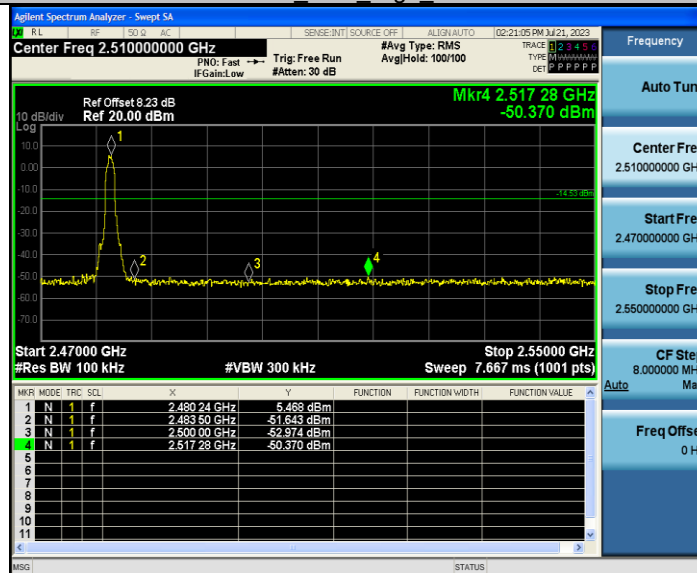 Agilent Spectrum Analyzer - Swept SA
RL RF 50 Ω AC SENSE:INT SOURCE OFF ALIGN AUTO 02:21:05 PM Jul 21, 2023
Center Freq 2.510000000 GHz
#Avg Type: RMS
TRACE 1 2 3 4 5 6
PNO: Fast Trig: Free Run Avg|Hold: 100/100
TYPE M
IFGain:Low #Atten: 30 dB
DET P P P P P P
Mkr4 2.517 28 GHz
-50.370 dBm
Ref Offset 8.23 dB
10 dB/div Ref 20.00 dBm
Log
10.0
0.00
-10.0
-20.0
-30.0
-40.0
-50.0
-60.0
-70.0
1
2
3
4
-14.53 dBm
Start 2.47000 GHz Stop 2.55000 GHz
#Res BW 100 kHz #VBW 300 kHz Sweep 7.667 ms (1001 pts)
MKR MODE TRC SCL X Y FUNCTION FUNCTION WIDTH FUNCTION VALUE
1 N 1 f 2.480 24 GHz 5.468 dBm
2 N 1 f 2.483 50 GHz -51.643 dBm
3 N 1 f 2.500 00 GHz -52.974 dBm
4 N 1 f 2.517 28 GHz -50.370 dBm
5
6
7
8
9
10
11
MSG STATUS
Frequency
Auto Tun
Center Fre
2.510000000 GH
Start Fre
2.470000000 GH
Stop Fre
2.550000000 GH
CF Ste
8.000000 MH
Auto Ma
Freq Offse
0 H